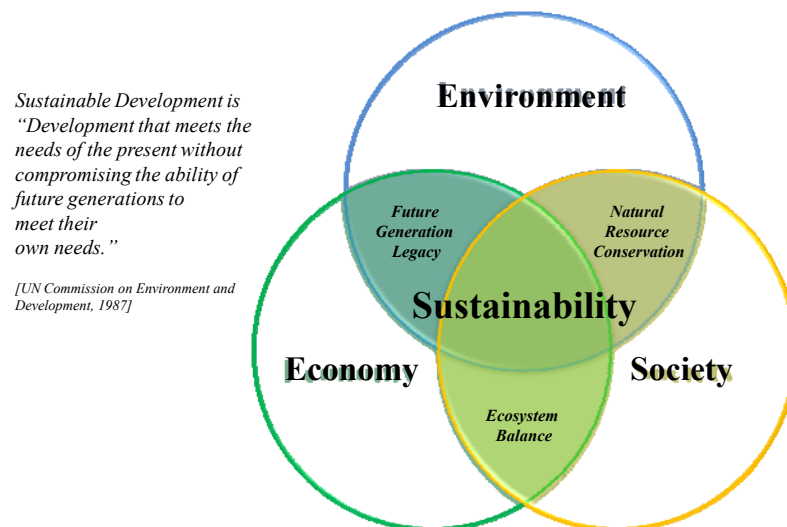 Sustainable Development is
“Development that meets the
needs of the present without
compromising the ability of
future generations to
meet their
own needs.”
[UN Commission on Environment and
Development, 1987]
Environment
Future
Generation
Legacy
Natural
Resource
Conservation
Sustainability
Economy
Society
Ecosystem
Balance